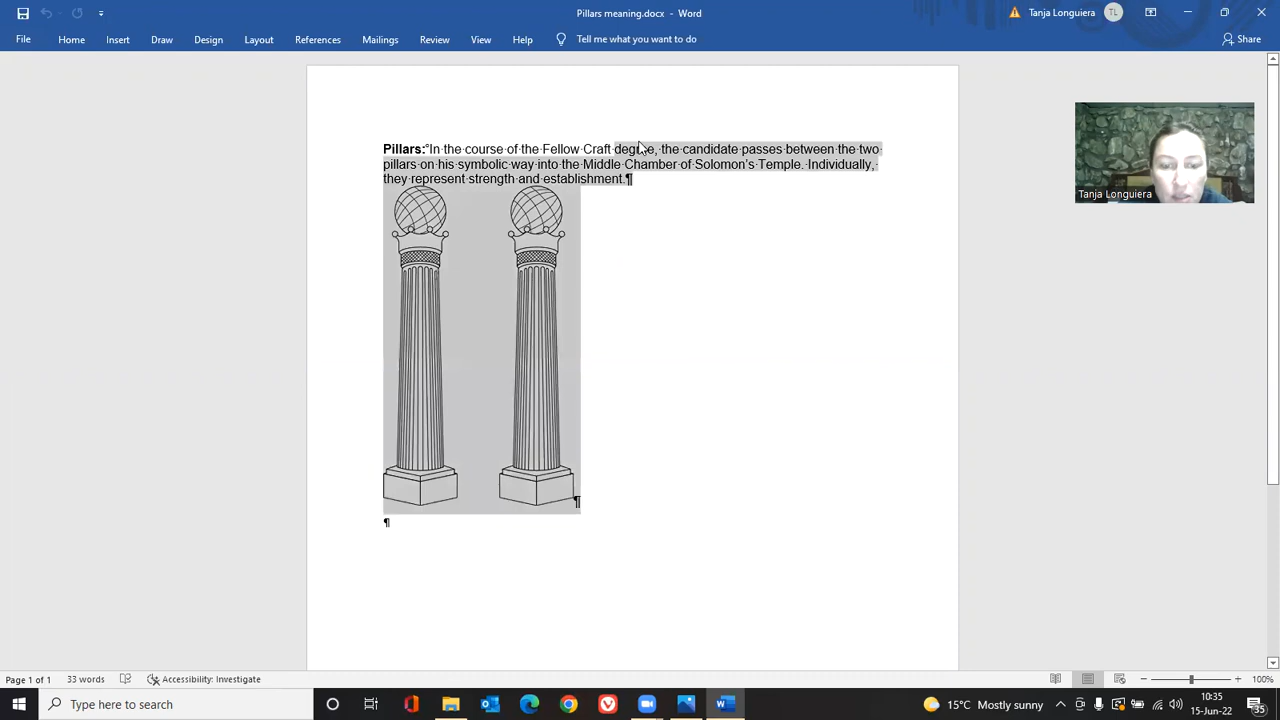 Pillars meaning.docx - Word
Tanja Longuiera TL
File Home Insert Draw Design Layout References Mailings Review View Help Tell me what you want to do Share
Pillars:°In·the·course·of·the·Fellow·Craft·degree,·the·candidate·passes·between·the·two·
pillars·on·his·symbolic·way·into·the·Middle·Chamber·of·Solomon's·Temple.·Individually,·
they·represent·strength·and·establishment.¶
Tanja Longuiera
¶
¶
Page 1 of 1 33 words Accessibility: Investigate 100%
Type here to search 15°C Mostly sunny 10:35
15-Jun-22 35